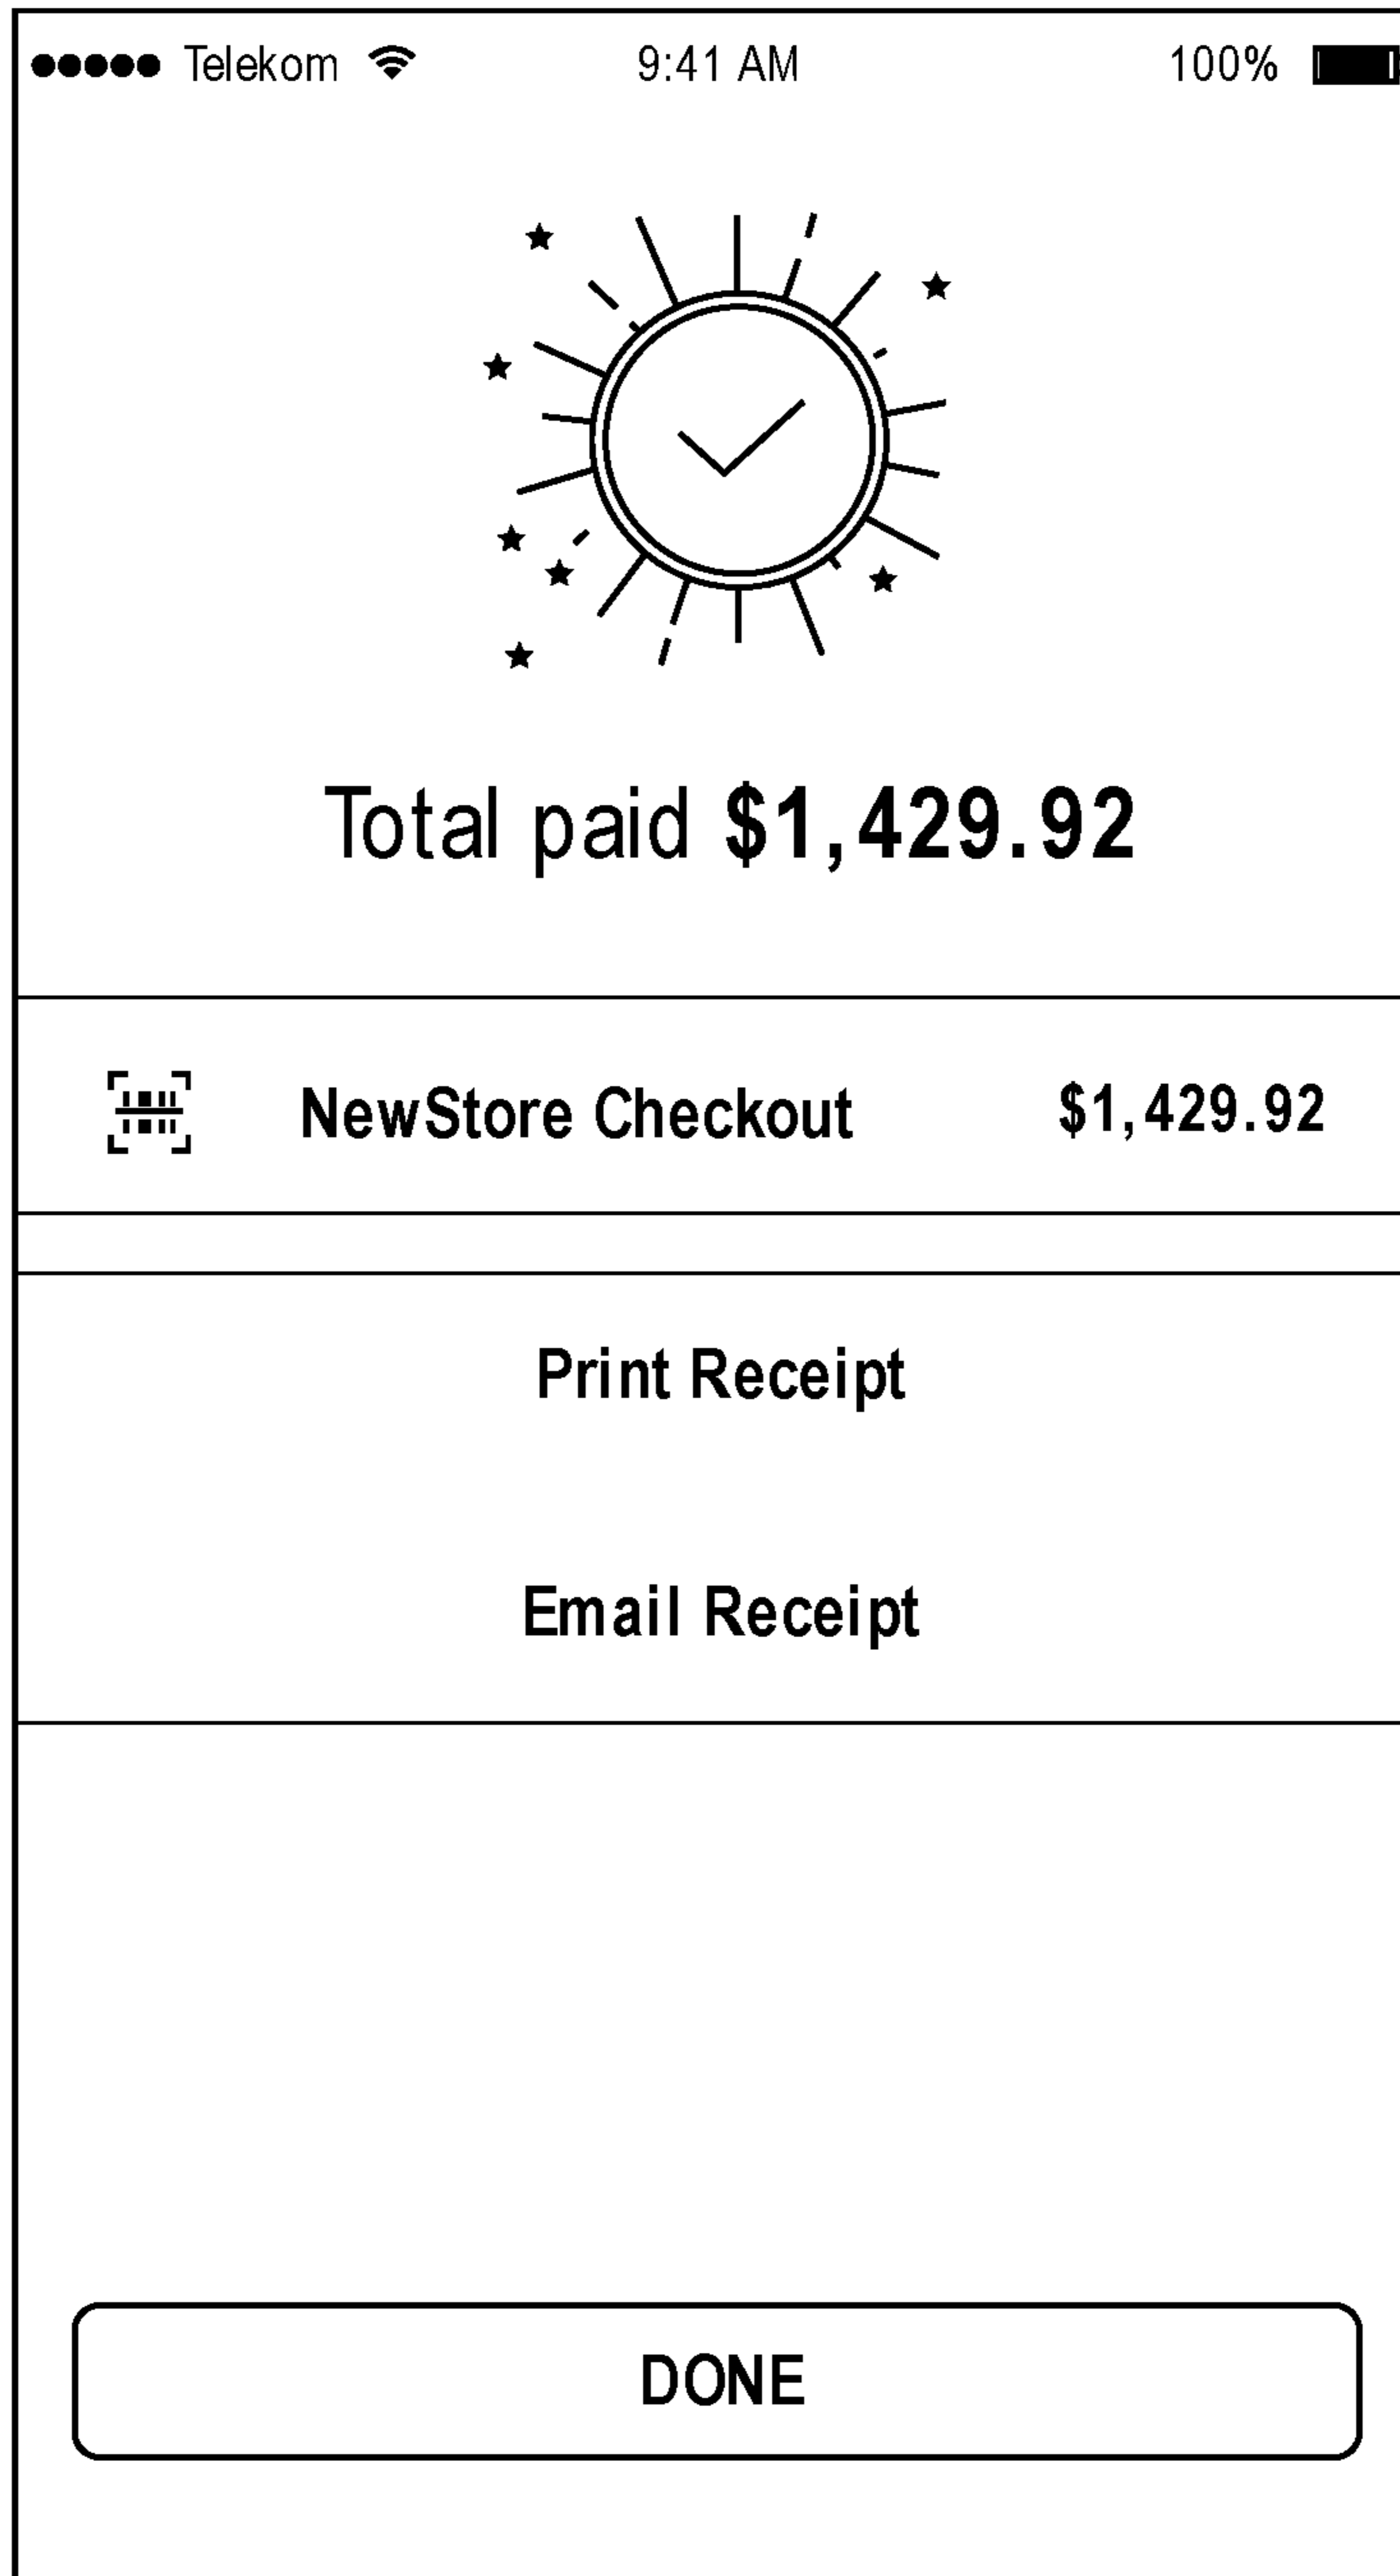 Telekom 9:41 AM 100%
Total paid $1,429.92
NewStore Checkout $1,429.92
Print Receipt
Email Receipt
DONE